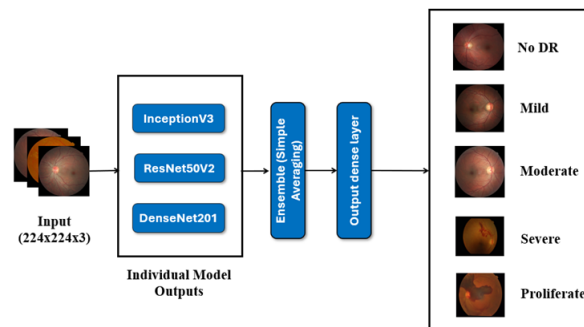 Input
(224x224x3)
InceptionV3
ResNet50V2
DenseNet201
Individual Model
Outputs
Ensemble (Simple
Averaging)
Output dense layer
No DR
Mild
Moderate
Severe
Proliferate